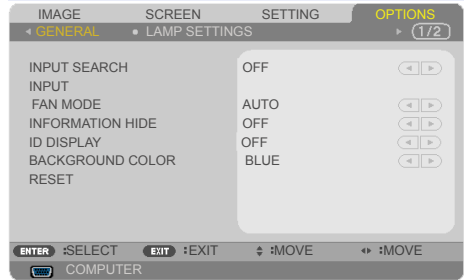 IMAGE SCREEN SETTING OPTIONS
GENERAL • LAMP SETTINGS (1/2)
INPUT SEARCH OFF
INPUT
FAN MODE AUTO
INFORMATION HIDE OFF
ID DISPLAY OFF
BACKGROUND COLOR BLUE
RESET
ENTER :SELECT EXIT :EXIT :MOVE :MOVE
COMPUTER